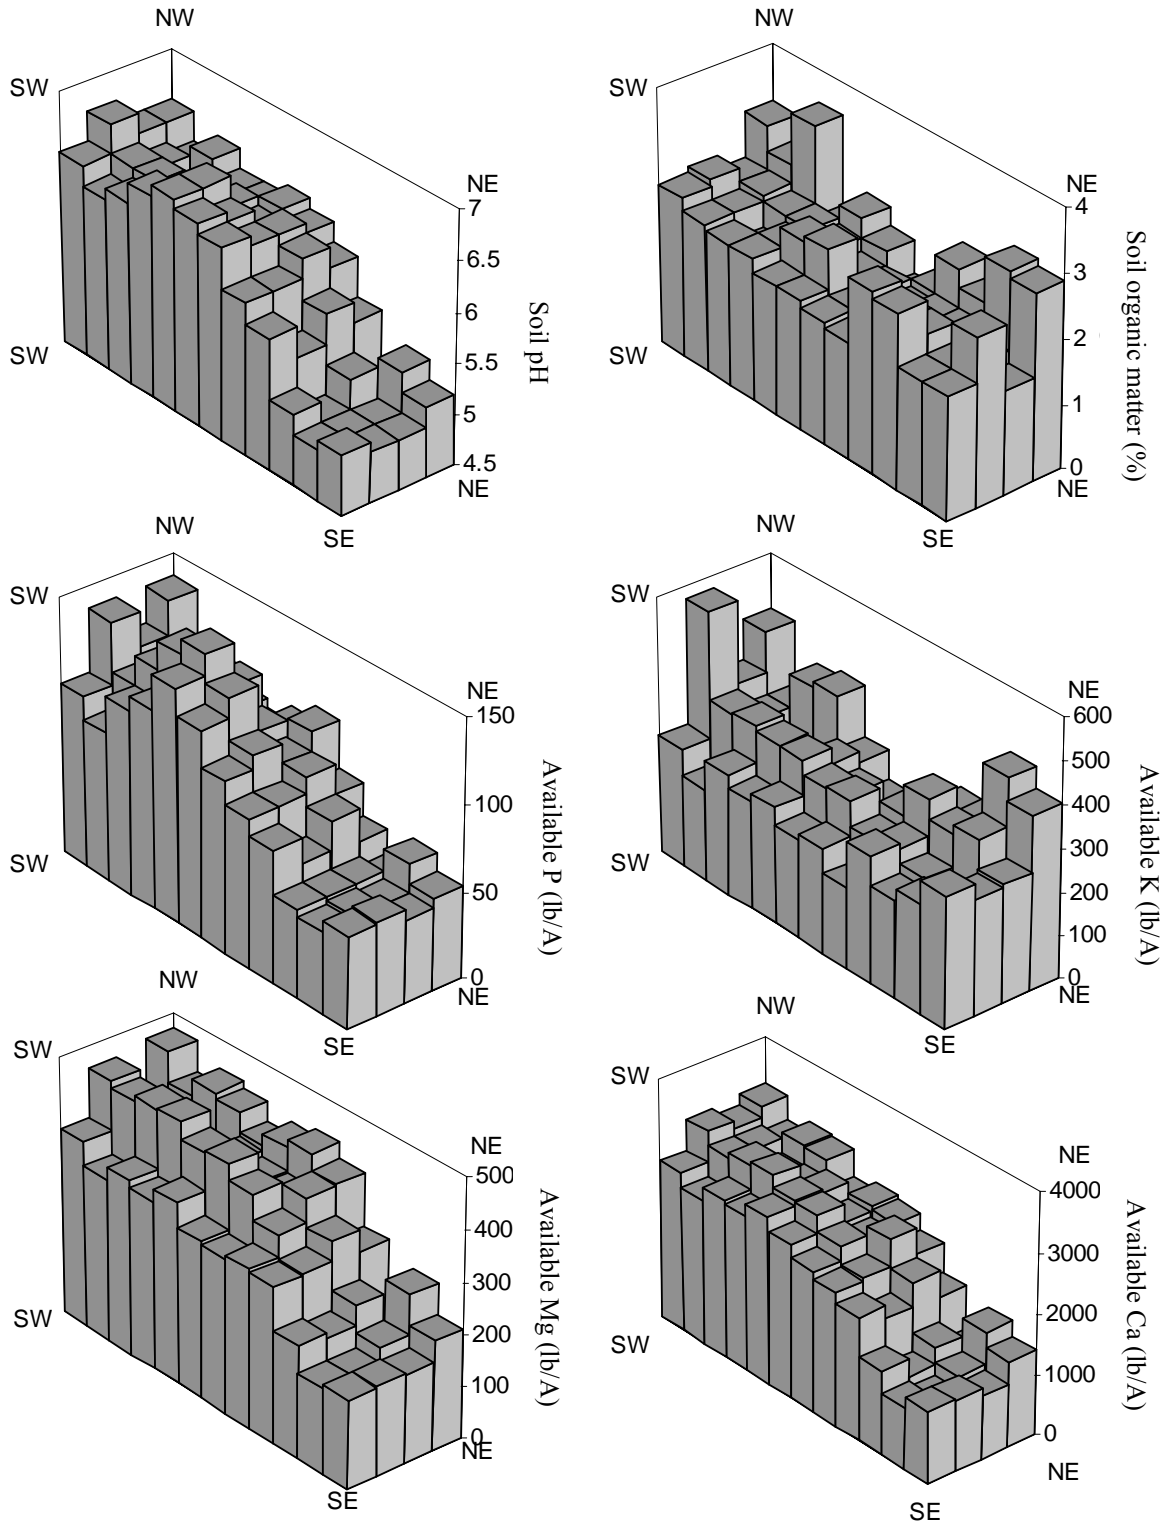 NW
SW
NE
7
6.5
6
5.5
5
4.5
Soil pH
SW
NE
SE
NW
SW
NE
4
3
2
1
0
Soil organic matter (%)
SW
NE
SE
NW
SW
NE
150
100
50
0
Available P (lb/A)
SW
NE
SE
NW
SW
NE
600
500
400
300
200
100
0
Available K (lb/A)
SW
NE
SE
NW
SW
NE
500
400
300
200
100
0
Available Mg (lb/A)
SW
NE
SE
NW
SW
NE
4000
3000
2000
1000
0
Available Ca (lb/A)
SW
NE
SE